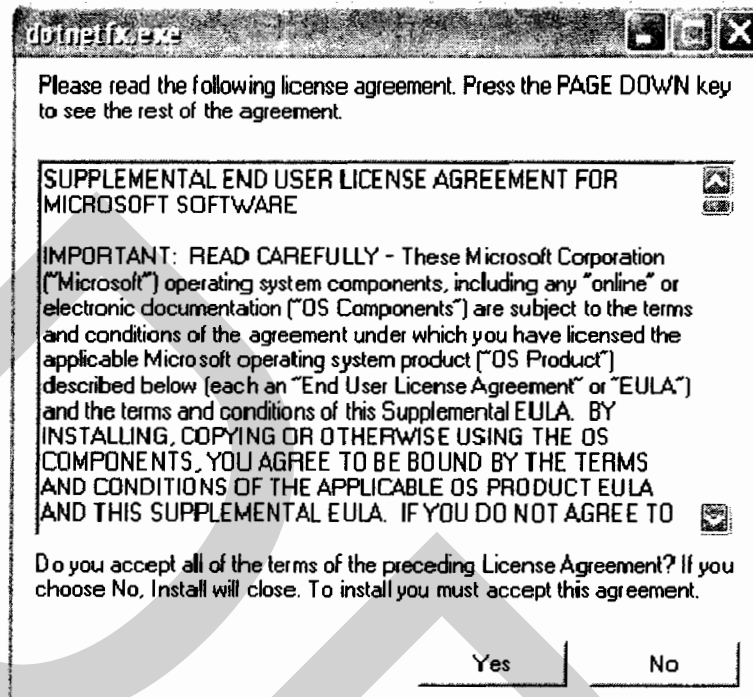 dotnetfx.exe
Please read the following license agreement. Press the PAGE DOWN key
to see the rest of the agreement.
SUPPLEMENTAL END USER LICENSE AGREEMENT FOR
MICROSOFT SOFTWARE
IMPORTANT: READ CAREFULLY - These Microsoft Corporation
("Microsoft") operating system components, including any "online" or
electronic documentation ("OS Components") are subject to the terms
and conditions of the agreement under which you have licensed the
applicable Microsoft operating system product ("OS Product")
described below (each an "End User License Agreement" or "EULA")
and the terms and conditions of this Supplemental EULA. BY
INSTALLING, COPYING OR OTHERWISE USING THE OS
COMPONENTS, YOU AGREE TO BE BOUND BY THE TERMS
AND CONDITIONS OF THE APPLICABLE OS PRODUCT EULA
AND THIS SUPPLEMENTAL EULA. IF YOU DO NOT AGREE TO
Do you accept all of the terms of the preceding License Agreement? If you
choose No, Install will close. To install you must accept this agreement.
Yes No